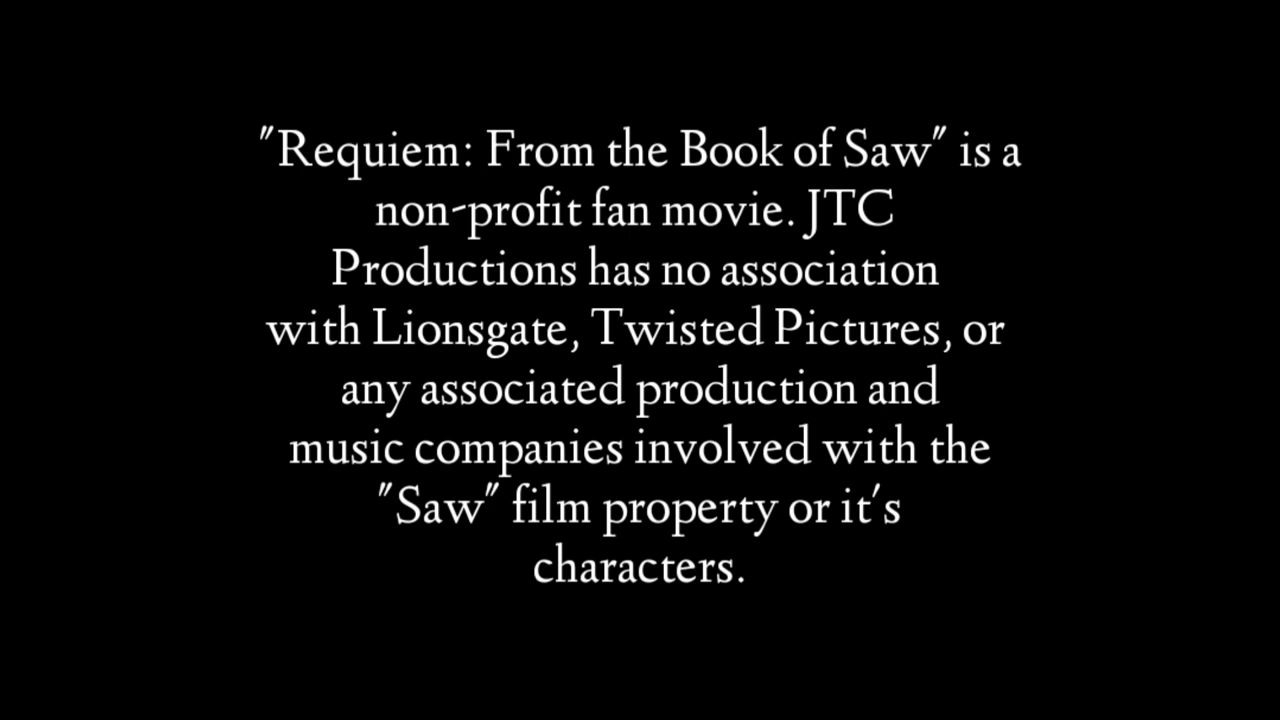 "Requiem: From the Book of Saw" is a
non-profit fan movie. JTC
Productions has no association
with Lionsgate, Twisted Pictures, or
any associated production and
music companies involved with the
"Saw" film property or it's
characters.